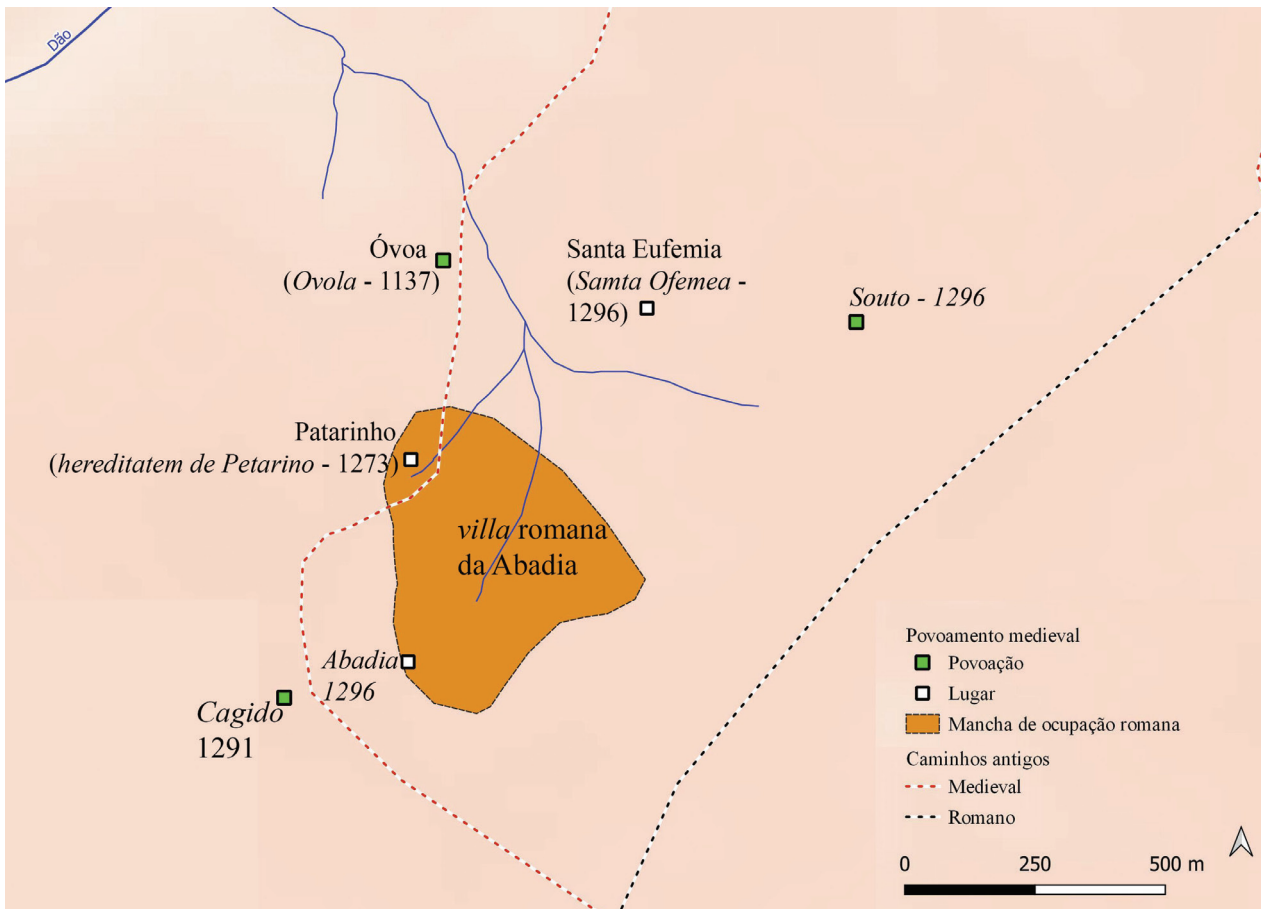 Dão
Óvoa
(Ovola - 1137)
Santa Eufemia
(Samta Ofemea -
1296)
Souto - 1296
Patarinho
(hereditatem de Petarino - 1273)
villa romana
da Abadia
Abadia
1296
Cagido
1291
Povoamento medieval
Povoação
Lugar
Mancha de ocupação romana
Caminhos antigos
Medieval
Romano
0 250 500 m